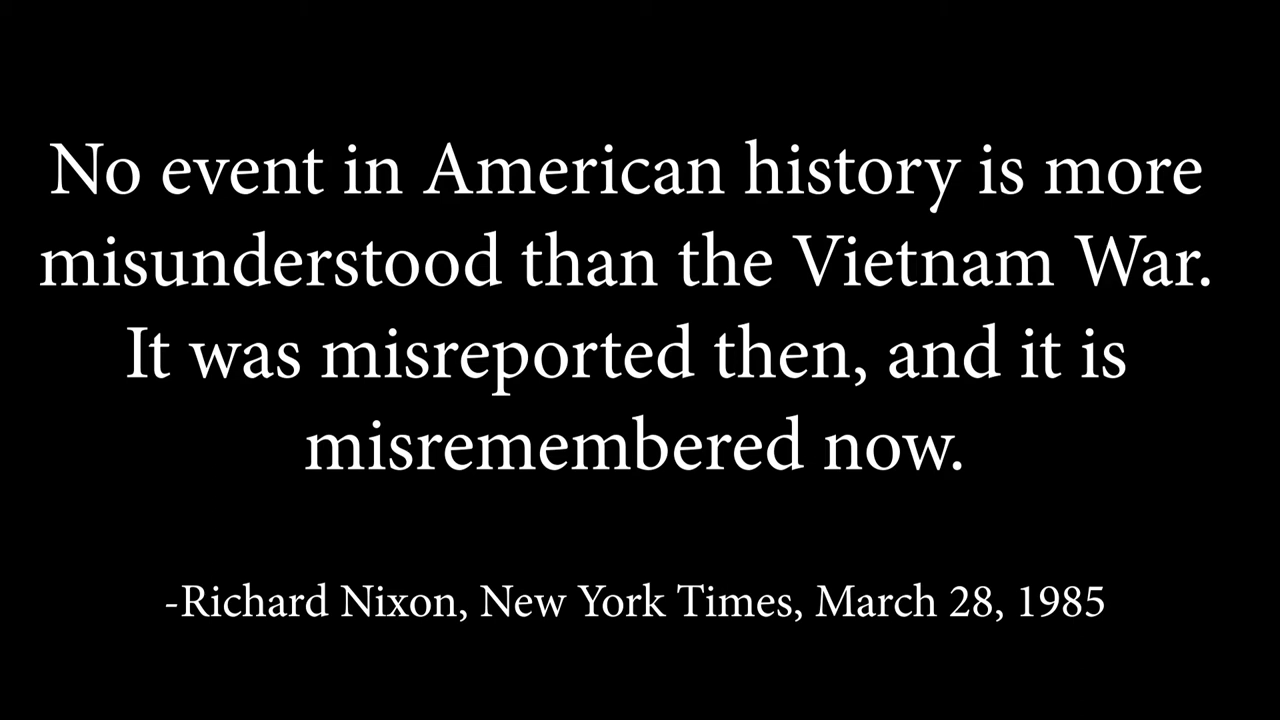 No event in American history is more
misunderstood than the Vietnam War.
It was misreported then, and it is
misremembered now.
-Richard Nixon, New York Times, March 28, 1985